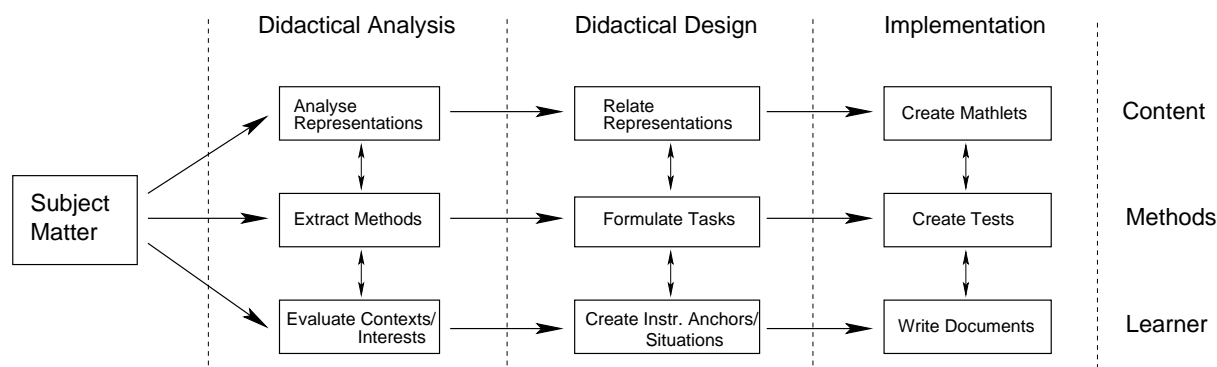 Didactical Analysis
Didactical Design
Implementation
Analyse
Representations
Relate
Representations
Create Mathlets
Content
Subject
Matter
Extract Methods
Formulate Tasks
Create Tests
Methods
Evaluate Contexts/
Interests
Create Instr. Anchors/
Situations
Write Documents
Learner